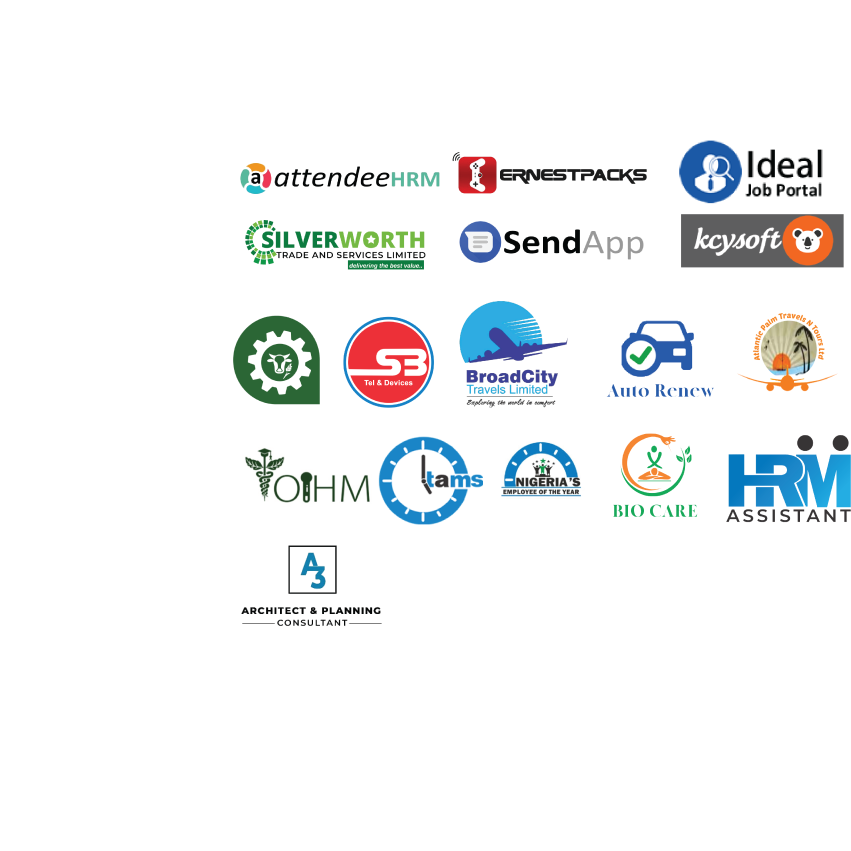 a attendeeHRM
ERNESTPACKS
Ideal
Job Portal
SILVERWORTH
TRADE AND SERVICES LIMITED
delivering the best value..
SendApp
kcysoft
SB
Tel & Devices
BroadCity
Travels Limited
Exploring the world in comfort
Auto Renew
Atlantic Palm Travels N Tours Ltd
OIHM
itams
NIGERIA'S
EMPLOYEE OF THE YEAR
BIO CARE
HRM
ASSISTANT
A3
ARCHITECT & PLANNING
CONSULTANT